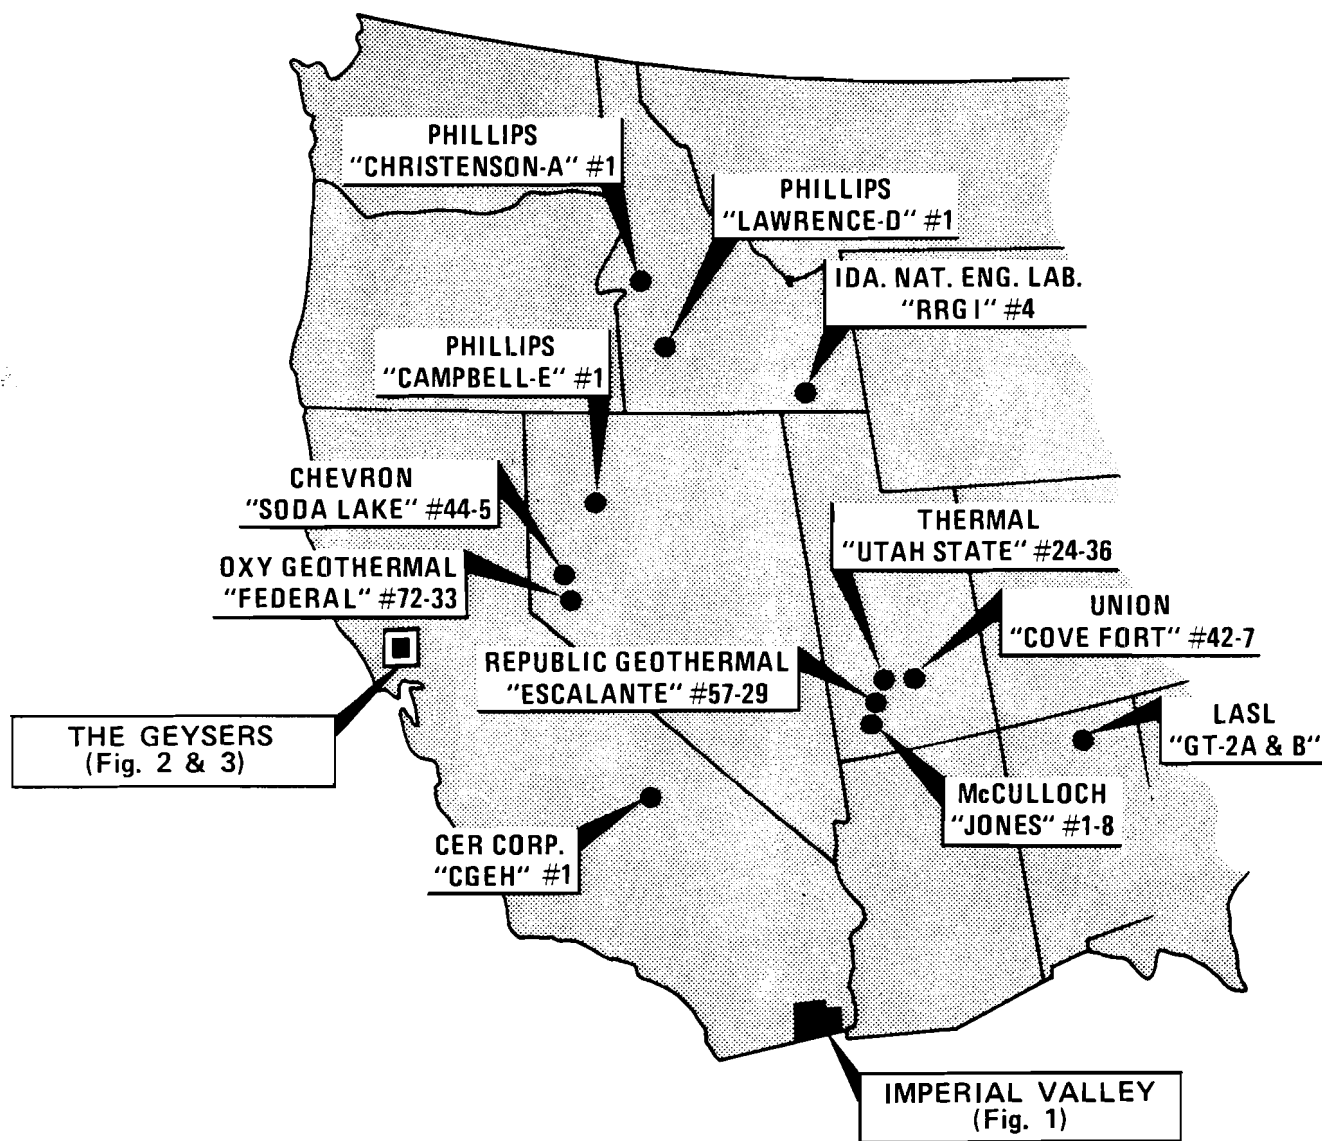 PHILLIPS
"CHRISTENSON-A" #1
PHILLIPS
"LAWRENCE-D" #1
IDA. NAT. ENG. LAB.
"RRG I" #4
PHILLIPS
"CAMPBELL-E" #1
CHEVRON
"SODA LAKE" #44-5
THERMAL
"UTAH STATE" #24-36
OXY GEOTHERMAL
"FEDERAL" #72-33
UNION
"COVE FORT" #42-7
REPUBLIC GEOTHERMAL
"ESCALANTE" #57-29
LASL
"GT-2A & B"
THE GEYSERS
(Fig. 2 & 3)
McCULLOCH
"JONES" #1-8
CER CORP.
"CGEH" #1
IMPERIAL VALLEY
(Fig. 1)